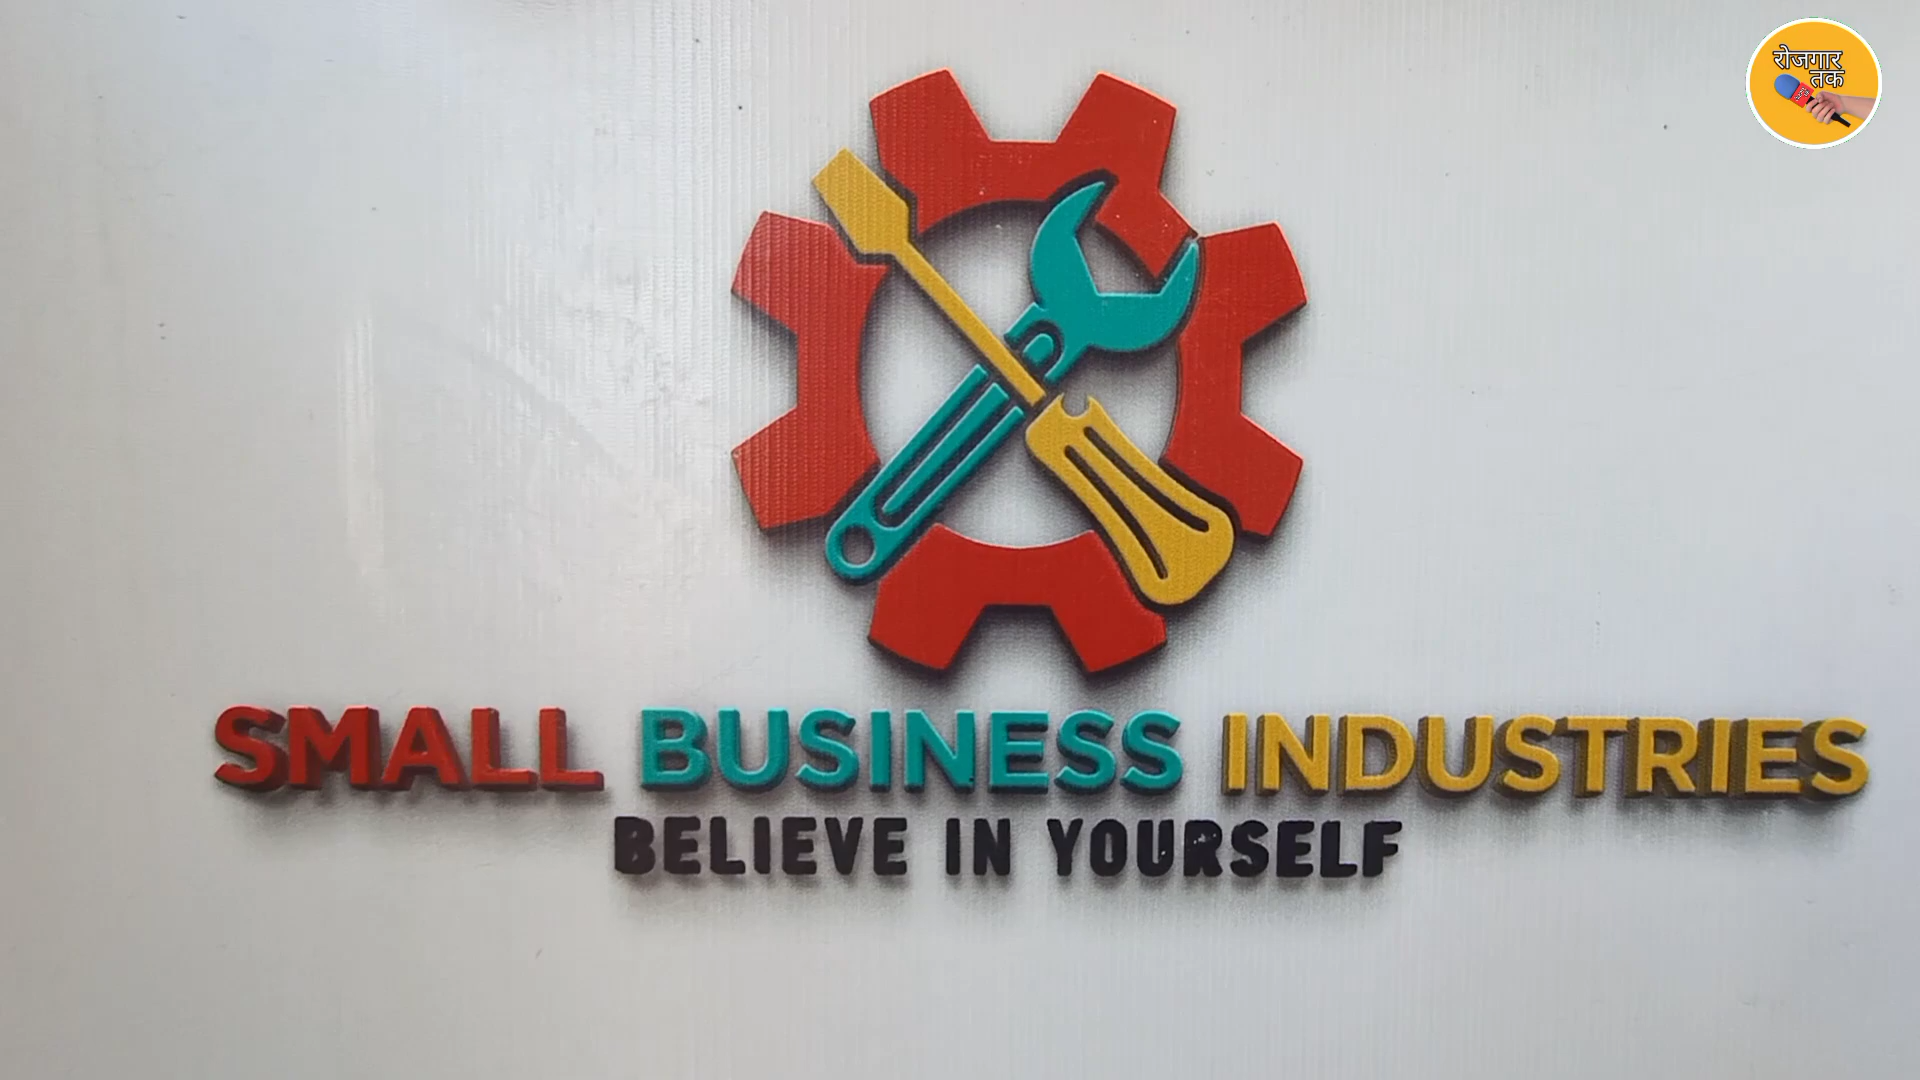 रोजगार
तक
SMALL BUSINESS INDUSTRIES
BELIEVE IN YOURSELF